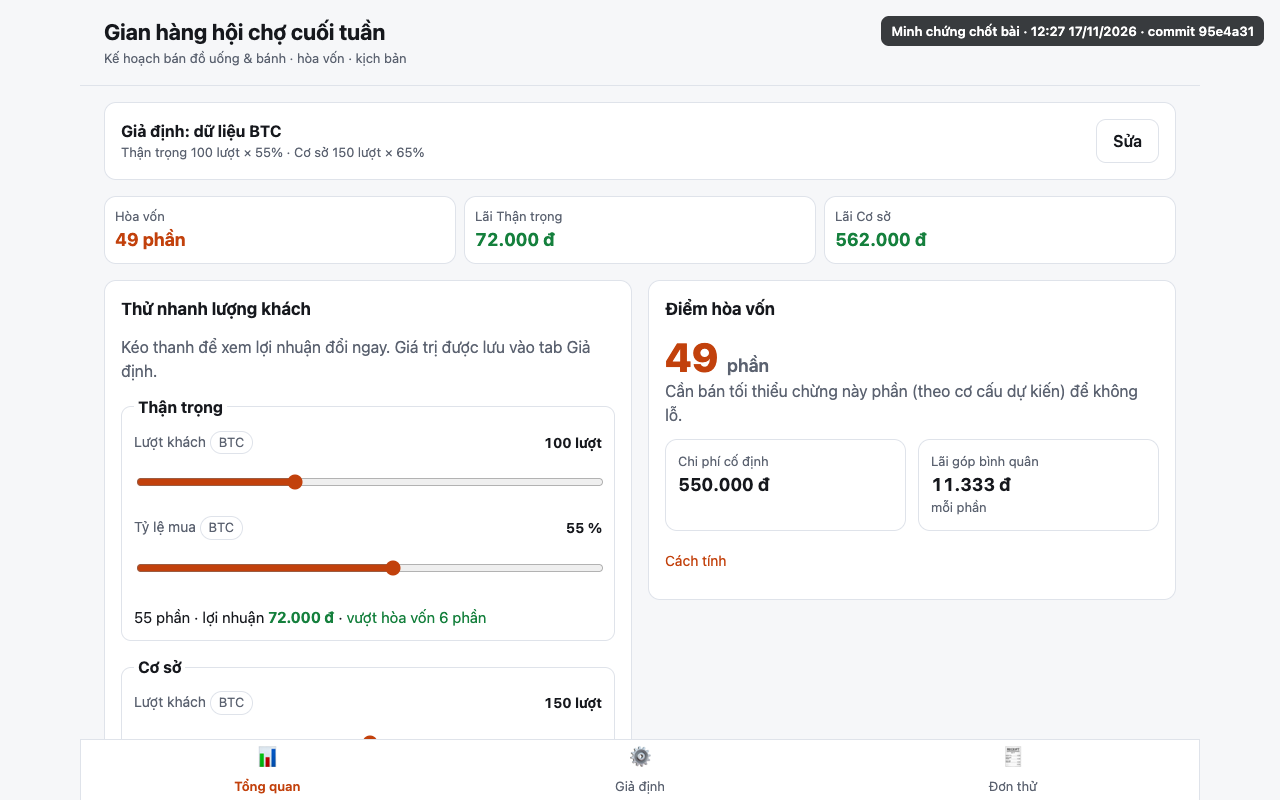 Gian hàng hội chợ cuối tuần
Kế hoạch bán đồ uống & bánh · hòa vốn · kịch bản
Minh chứng chốt bài · 12:27 17/11/2026 · commit 95e4a31
Giả định: dữ liệu BTC
Thận trọng 100 lượt × 55% · Cơ sở 150 lượt × 65%
Sửa
Hòa vốn
49 phần
Lãi Thận trọng
72.000 đ
Lãi Cơ sở
562.000 đ
Thử nhanh lượng khách
Kéo thanh để xem lợi nhuận đổi ngay. Giá trị được lưu vào tab Giả
định.
Thận trọng
Lượt khách BTC 100 lượt
Tỷ lệ mua BTC 55 %
55 phần · lợi nhuận 72.000 đ · vượt hòa vốn 6 phần
Cơ sở
Lượt khách BTC 150 lượt
Điểm hòa vốn
49 phần
Cần bán tối thiểu chừng này phần (theo cơ cấu dự kiến) để không
lỗ.
Chi phí cố định
550.000 đ
Lãi góp bình quân
11.333 đ
mỗi phần
Cách tính
Tổng quan
Giả định
Đơn thử